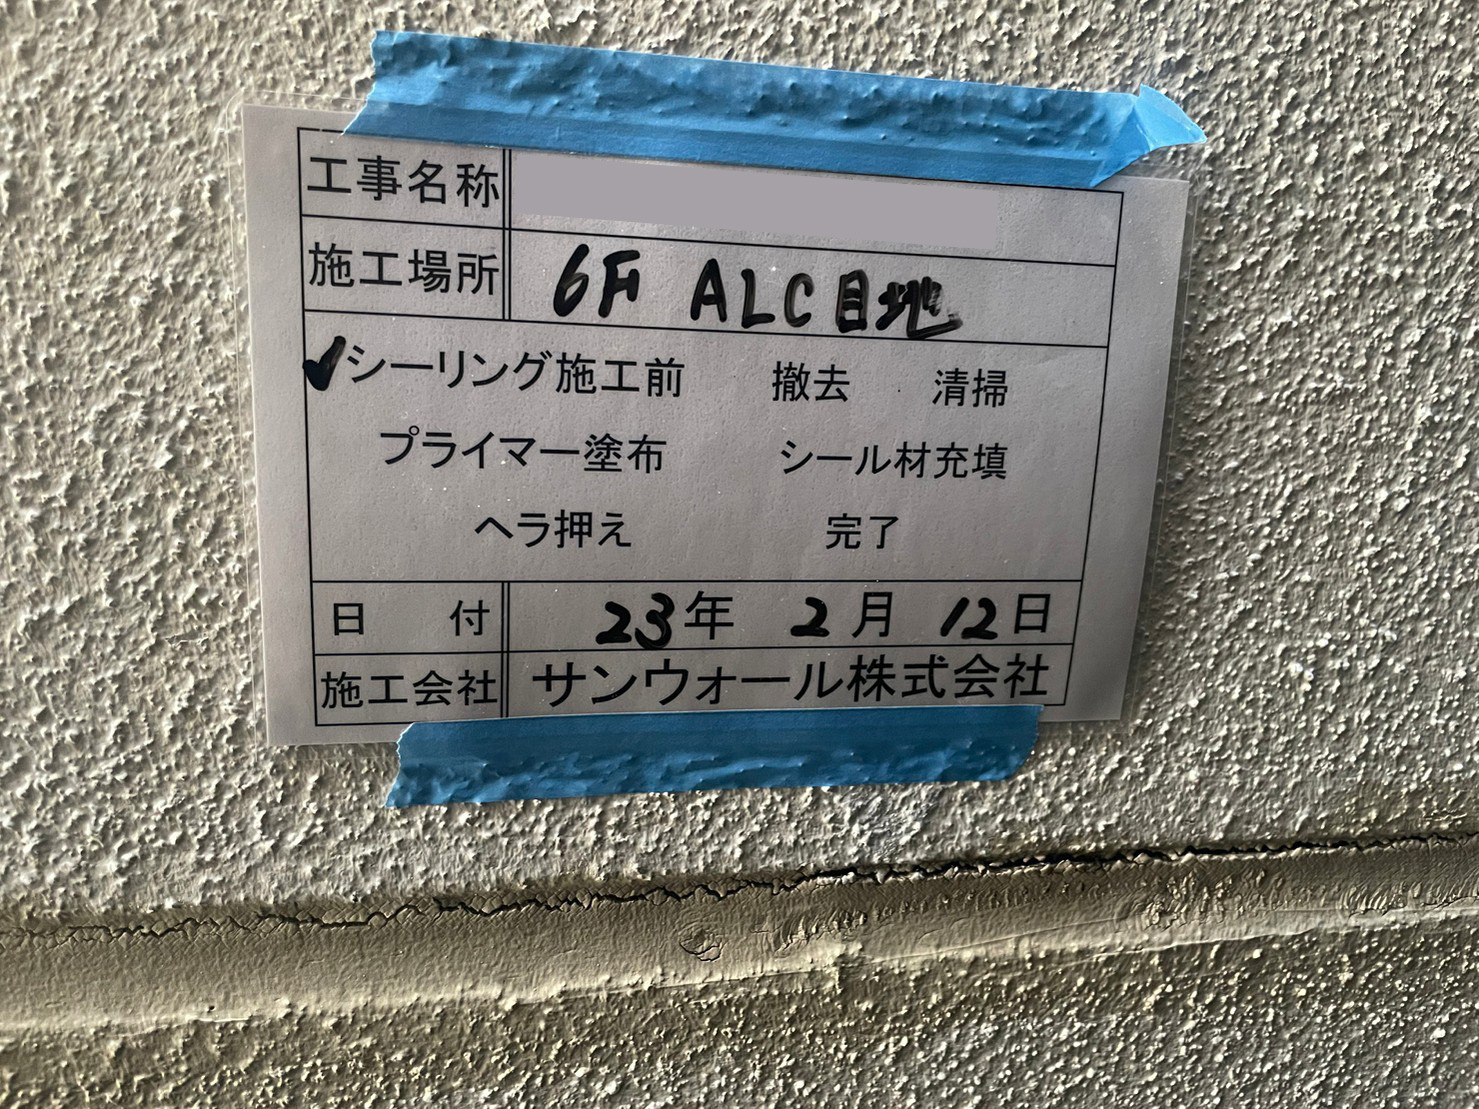 工事名称
施工場所 6F ALC目地
✓シーリング施工前 撤去 清掃
プライマー塗布 シール材充填
ヘラ押え 完了
日 付 23年 2月 12日
施工会社 サンウォール株式会社